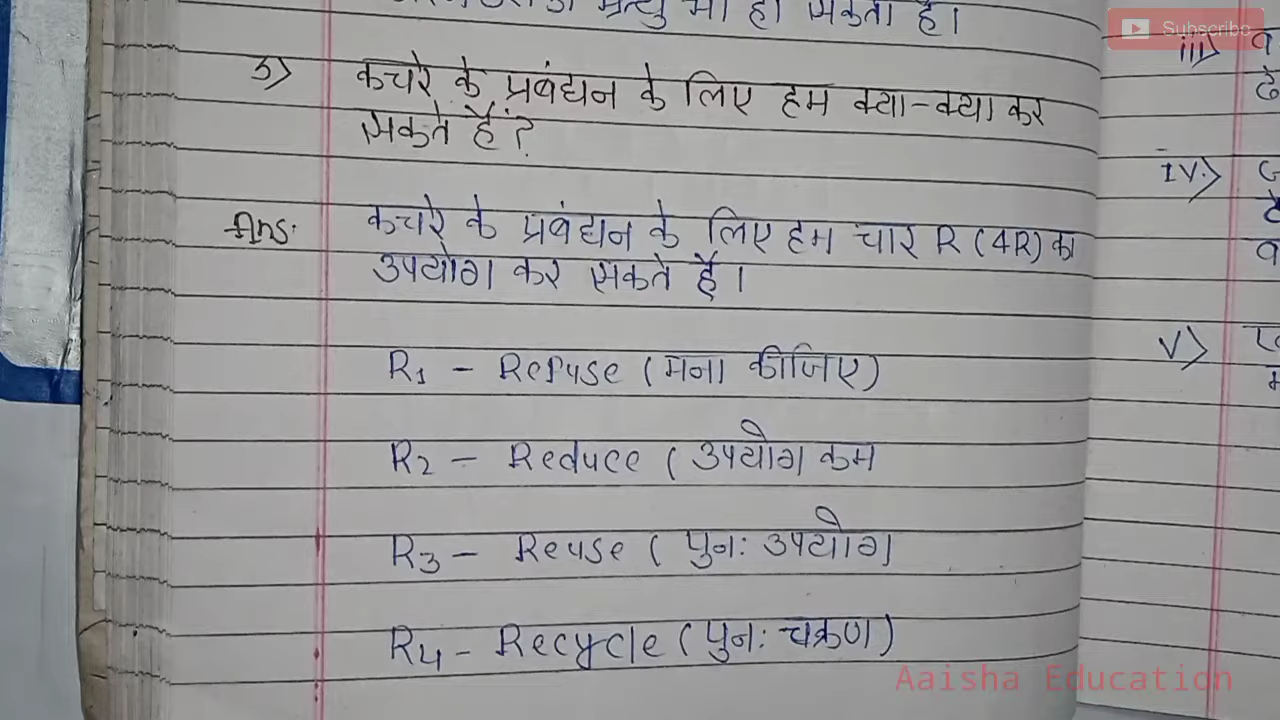 मृत्यु भी हो सकती है।
Subscribe
उ) कचरे के प्रबंधन के लिए हम क्या-क्या कर
सकते हैं?
Ans: कचरे के प्रबंधन के लिए हम चार R (4R) का
उपयोग कर सकते हैं।
R1 - Refuse (मना कीजिए)
R2 - Reduce (उपयोग कम
R3 - Reuse (पुनः उपयोग
R4 - Recycle (पुनः चक्रण)
iii)
iv)
v)
Aaisha Education